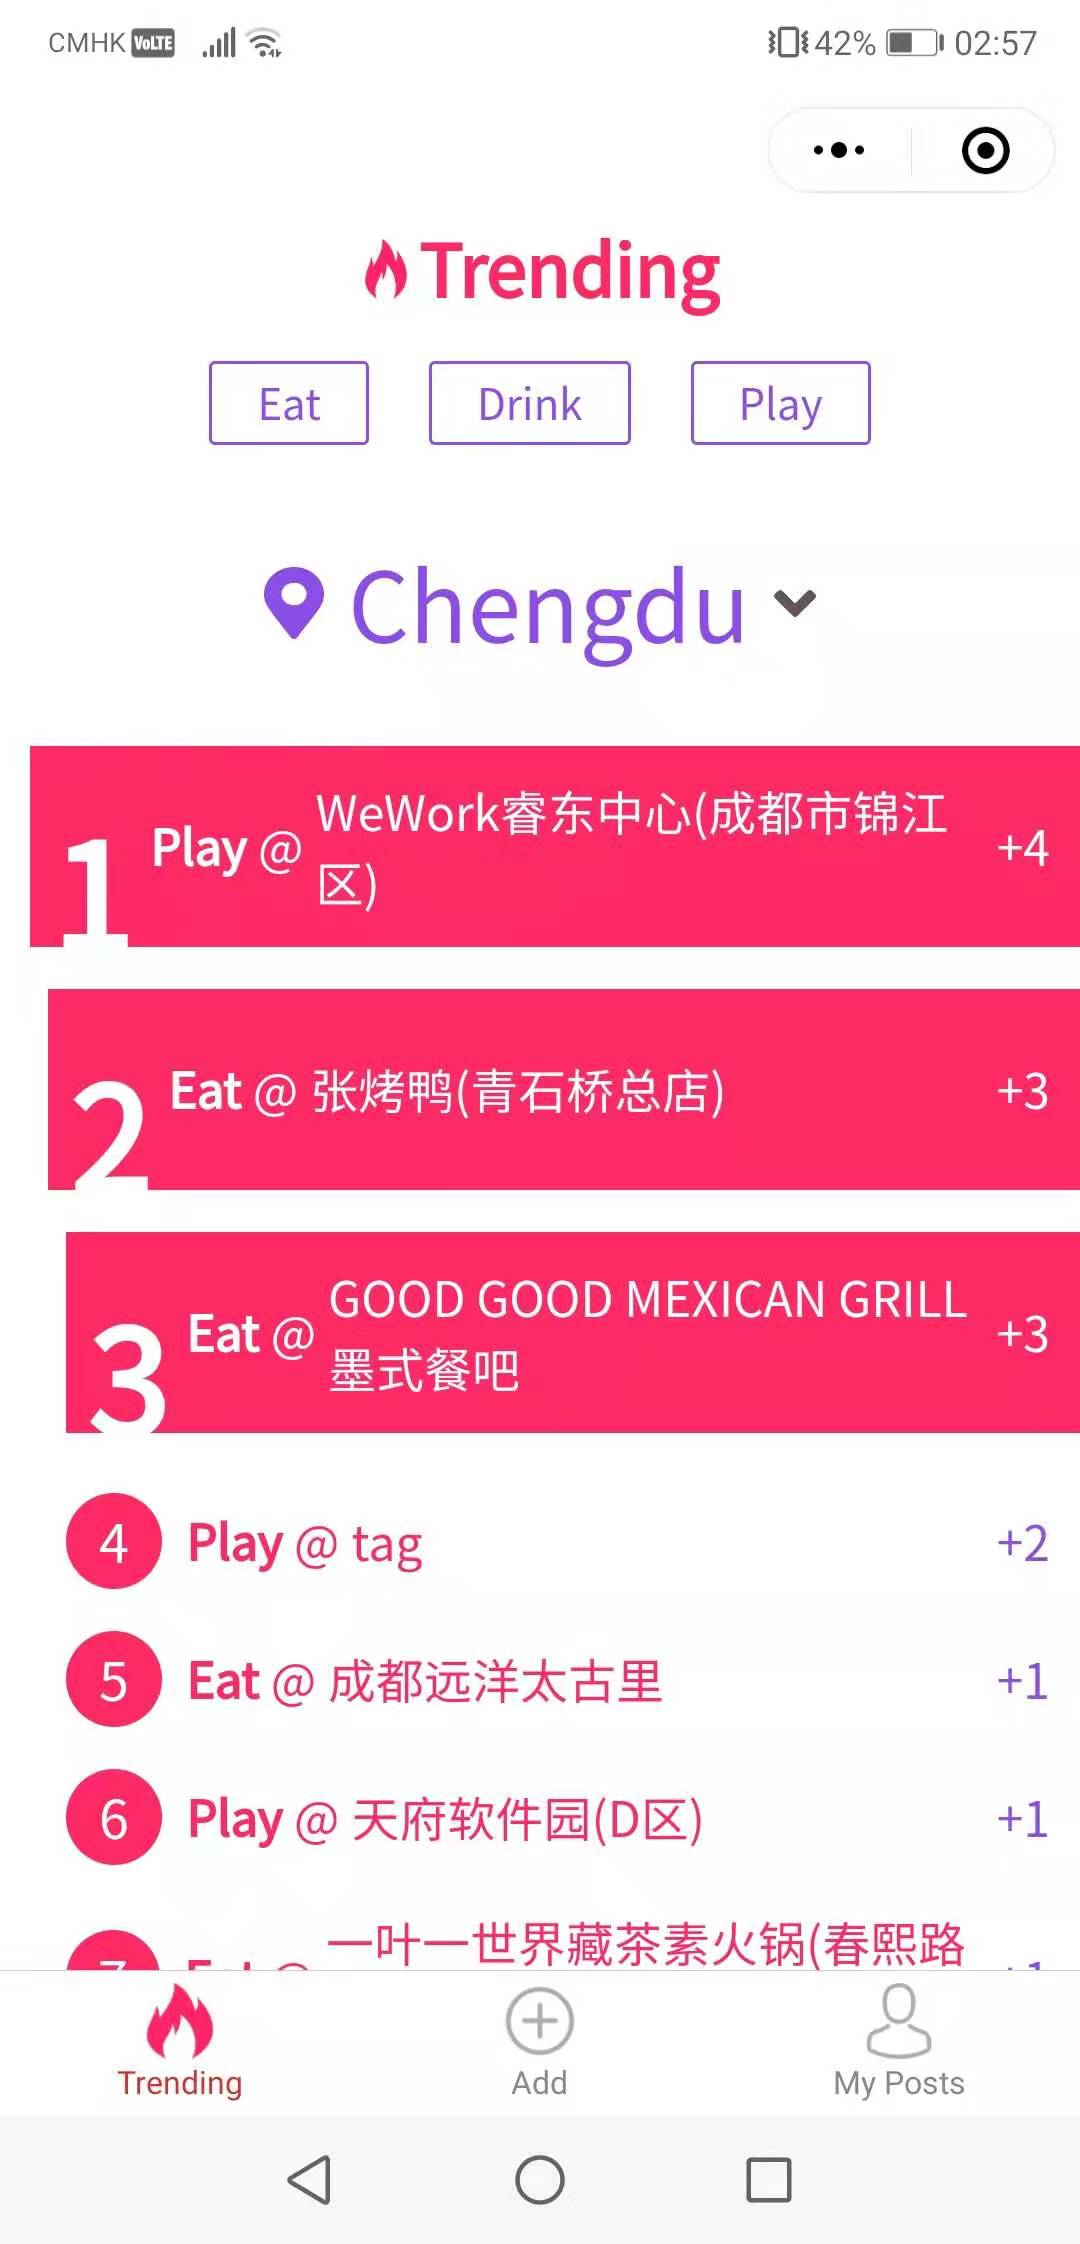 CMHK VoLTE 42% 02:57
Trending
Eat Drink Play
Chengdu
1 Play @ WeWork睿东中心(成都市锦江
区) +4
2 Eat @ 张烤鸭(青石桥总店) +3
3 Eat @ GOOD GOOD MEXICAN GRILL
墨式餐吧 +3
4 Play @ tag +2
5 Eat @ 成都远洋太古里 +1
6 Play @ 天府软件园(D区) +1
7 Eat @ 一叶一世界藏茶素火锅(春熙路 +1
Trending Add My Posts